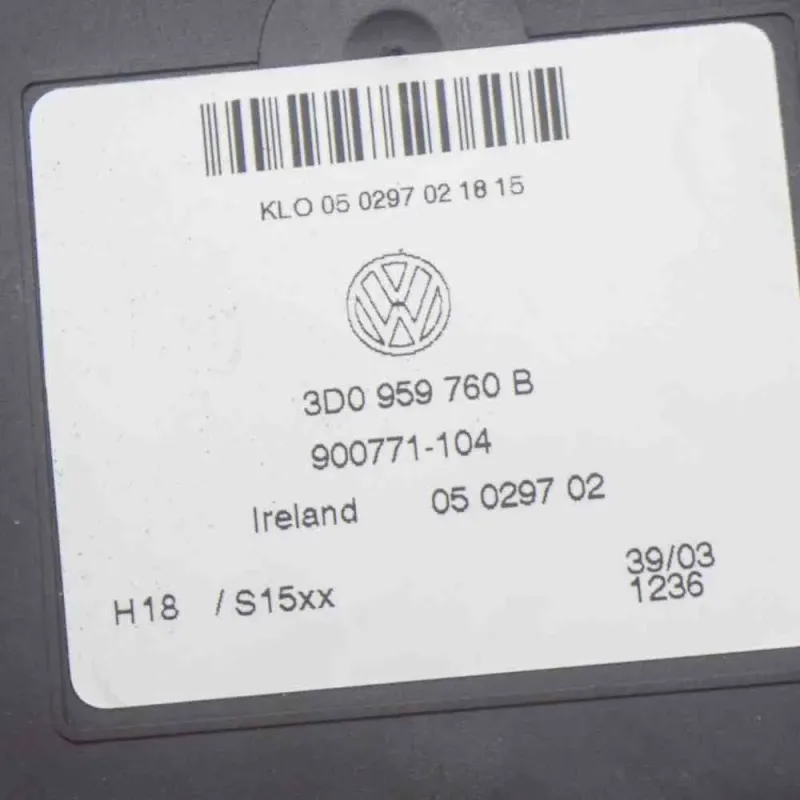 KLO 05 0297 02 18 15
3D0 959 760 B
900771-104
Ireland 05 0297 02
39/03
H18 / S15xx 1236